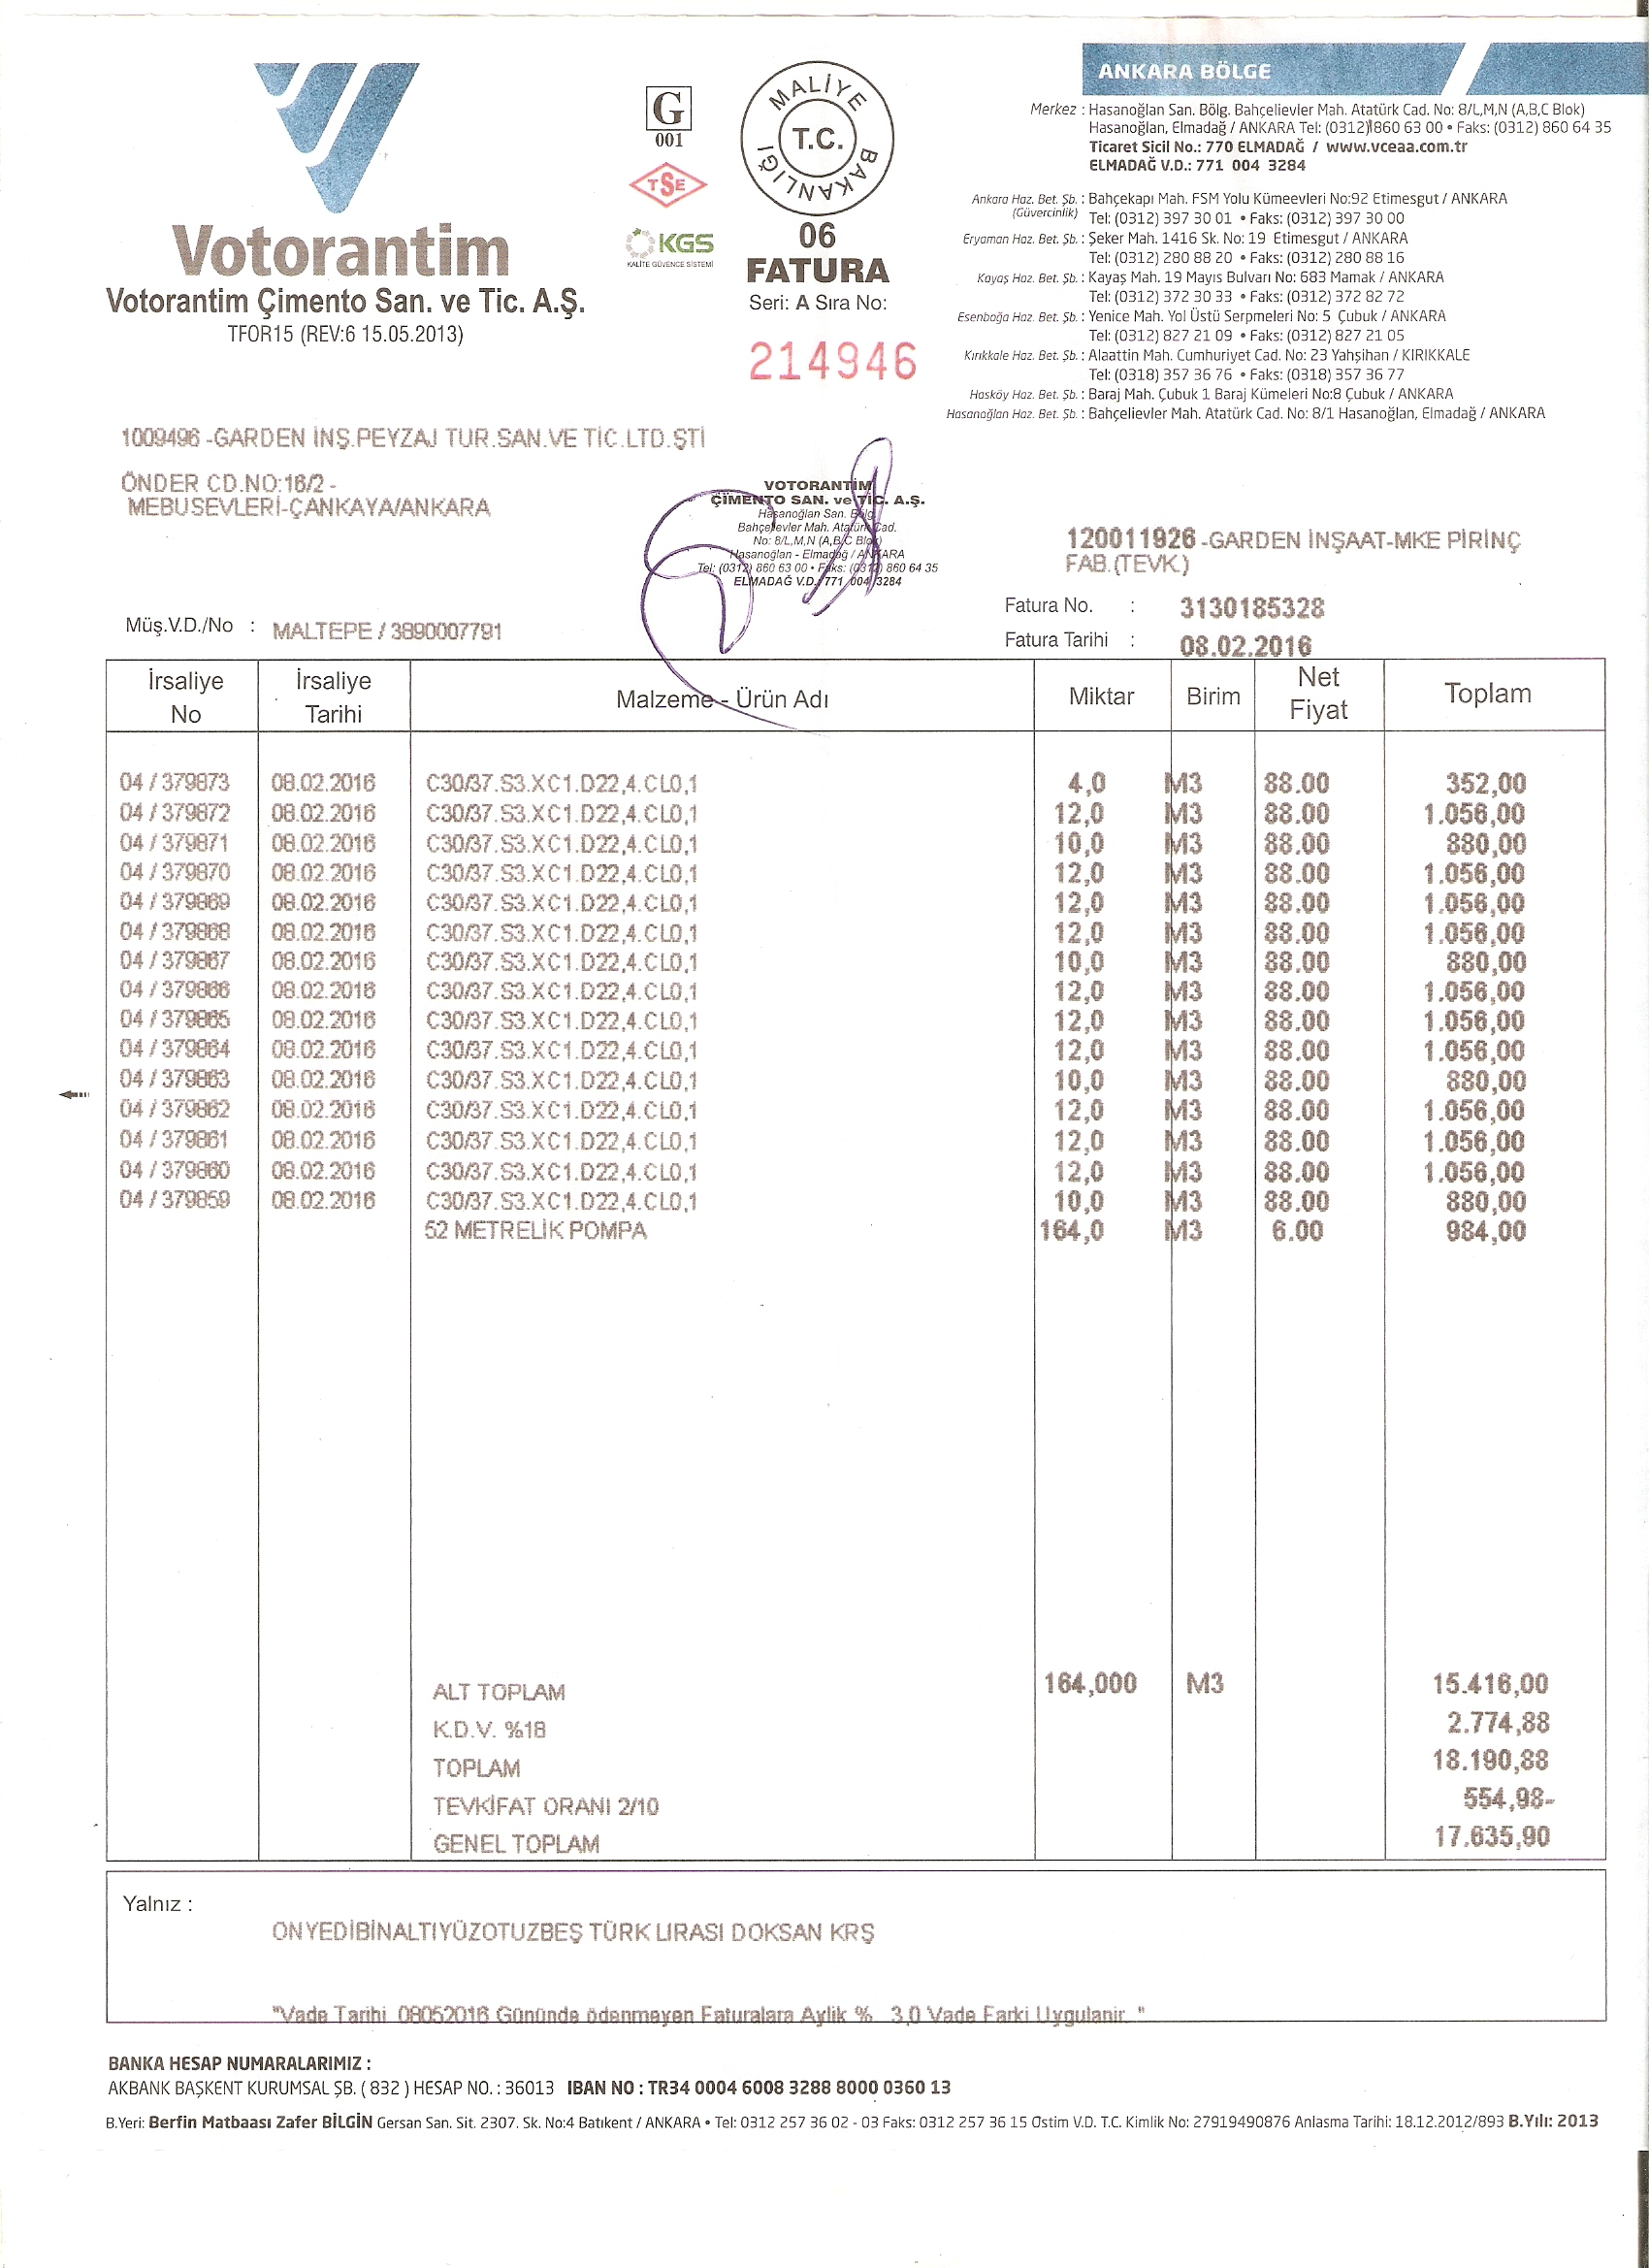 ANKARA BÖLGE
Merkez : Hasanoğlan San. Bölg. Bahçelievler Mah. Atatürk Cad. No: 8/L,M,N (A,B,C Blok)
Hasanoğlan, Elmadağ / ANKARA Tel: (0312) 860 63 00 • Faks: (0312) 860 64 35
Ticaret Sicil No.: 770 ELMADAĞ / www.vceaa.com.tr
ELMADAĞ V.D.: 771 004 3284
Ankara Haz. Bet. Şb. : Bahçekapı Mah. FSM Yolu Kümeevleri No:92 Etimesgut / ANKARA
(Güvercinlik) Tel: (0312) 397 30 01 • Faks: (0312) 397 30 00
Eryaman Haz. Bet. Şb. : Şeker Mah. 1416 Sk. No: 19 Etimesgut / ANKARA
Tel: (0312) 280 88 20 • Faks: (0312) 280 88 16
Kayaş Haz. Bet. Şb. : Kayaş Mah. 19 Mayıs Bulvarı No: 683 Mamak / ANKARA
Tel: (0312) 372 30 33 • Faks: (0312) 372 82 72
Esenboğa Haz. Bet. Şb. : Yenice Mah. Yol Üstü Serpmeleri No: 5 Çubuk / ANKARA
Tel: (0312) 827 21 09 • Faks: (0312) 827 21 05
Kırıkkale Haz. Bet. Şb. : Alaattin Mah. Cumhuriyet Cad. No: 23 Yahşihan / KIRIKKALE
Tel: (0318) 357 36 76 • Faks: (0318) 357 36 77
Hasköy Haz. Bet. Şb. : Baraj Mah. Çubuk 1 Baraj Kümeleri No:8 Çubuk / ANKARA
Hasanoğlan Haz. Bet. Şb. : Bahçelievler Mah. Atatürk Cad. No: 8/1 Hasanoğlan, Elmadağ / ANKARA
Votorantim
Votorantim Çimento San. ve Tic. A.Ş.
TFOR15 (REV:6 15.05.2013)
G
001
TSE
KGS
KALİTE GÜVENCE SİSTEMİ
MALİYE
T.C.
BAKANLIĞI
06
FATURA
Seri: A Sıra No:
214946
1009496 -GARDEN İNŞ.PEYZAJ TUR.SAN.VE TİC.LTD.ŞTİ
ÖNDER CD.NO:16/2 -
MEBUSEVLERİ-ÇANKAYA/ANKARA
VOTORANTİM
ÇİMENTO SAN. ve TİC. A.Ş.
Hasanoğlan San. Bölg.
Bahçelievler Mah. Atatürk Cad.
No: 8/L,M,N (A,B,C Blok)
Hasanoğlan - Elmadağ / ANKARA
Tel: (0312) 860 63 00 • Faks: (0312) 860 64 35
ELMADAĞ V.D. 771 004 3284
120011926 -GARDEN İNŞAAT-MKE PİRİNÇ
FAB.(TEVK.)
Müş.V.D./No : MALTEPE / 3890007791
Fatura No. : 3130185328
Fatura Tarihi : 08.02.2016
İrsaliye No İrsaliye Tarihi Malzeme - Ürün Adı Miktar Birim Net Fiyat Toplam
04 / 379873 08.02.2016 C30/37.S3.XC1.D22,4.CL0,1 4,0 M3 88.00 352,00
04 / 379872 08.02.2016 C30/37.S3.XC1.D22,4.CL0,1 12,0 M3 88.00 1.056,00
04 / 379871 08.02.2016 C30/37.S3.XC1.D22,4.CL0,1 10,0 M3 88.00 880,00
04 / 379870 08.02.2016 C30/37.S3.XC1.D22,4.CL0,1 12,0 M3 88.00 1.056,00
04 / 379869 08.02.2016 C30/37.S3.XC1.D22,4.CL0,1 12,0 M3 88.00 1.056,00
04 / 379868 08.02.2016 C30/37.S3.XC1.D22,4.CL0,1 12,0 M3 88.00 1.056,00
04 / 379867 08.02.2016 C30/37.S3.XC1.D22,4.CL0,1 10,0 M3 88.00 880,00
04 / 379866 08.02.2016 C30/37.S3.XC1.D22,4.CL0,1 12,0 M3 88.00 1.056,00
04 / 379865 08.02.2016 C30/37.S3.XC1.D22,4.CL0,1 12,0 M3 88.00 1.056,00
04 / 379864 08.02.2016 C30/37.S3.XC1.D22,4.CL0,1 12,0 M3 88.00 1.056,00
04 / 379863 08.02.2016 C30/37.S3.XC1.D22,4.CL0,1 10,0 M3 88.00 880,00
04 / 379862 08.02.2016 C30/37.S3.XC1.D22,4.CL0,1 12,0 M3 88.00 1.056,00
04 / 379861 08.02.2016 C30/37.S3.XC1.D22,4.CL0,1 12,0 M3 88.00 1.056,00
04 / 379860 08.02.2016 C30/37.S3.XC1.D22,4.CL0,1 12,0 M3 88.00 1.056,00
04 / 379859 08.02.2016 C30/37.S3.XC1.D22,4.CL0,1 10,0 M3 88.00 880,00
52 METRELİK POMPA 164,0 M3 6.00 984,00
ALT TOPLAM 164,000 M3 15.416,00
K.D.V. %18 2.774,88
TOPLAM 18.190,88
TEVKİFAT ORANI 2/10 554,98-
GENEL TOPLAM 17.635,90
Yalnız :
ONYEDİBİNALTIYÜZOTUZBEŞ TÜRK LIRASI DOKSAN KRŞ
"Vade Tarihi 08052016 Gününde ödenmeyen Faturalara Aylik % 3,0 Vade Farki Uygulanir. "
BANKA HESAP NUMARALARIMIZ :
AKBANK BAŞKENT KURUMSAL ŞB. ( 832 ) HESAP NO. : 36013 IBAN NO : TR34 0004 6008 3288 8000 0360 13
B.Yeri: Berfin Matbaası Zafer BİLGİN Gersan San. Sit. 2307. Sk. No:4 Batıkent / ANKARA • Tel: 0312 257 36 02 - 03 Faks: 0312 257 36 15 Ostim V.D. T.C. Kimlik No: 27919490876 Anlasma Tarihi: 18.12.2012/893 B.Yılı: 2013